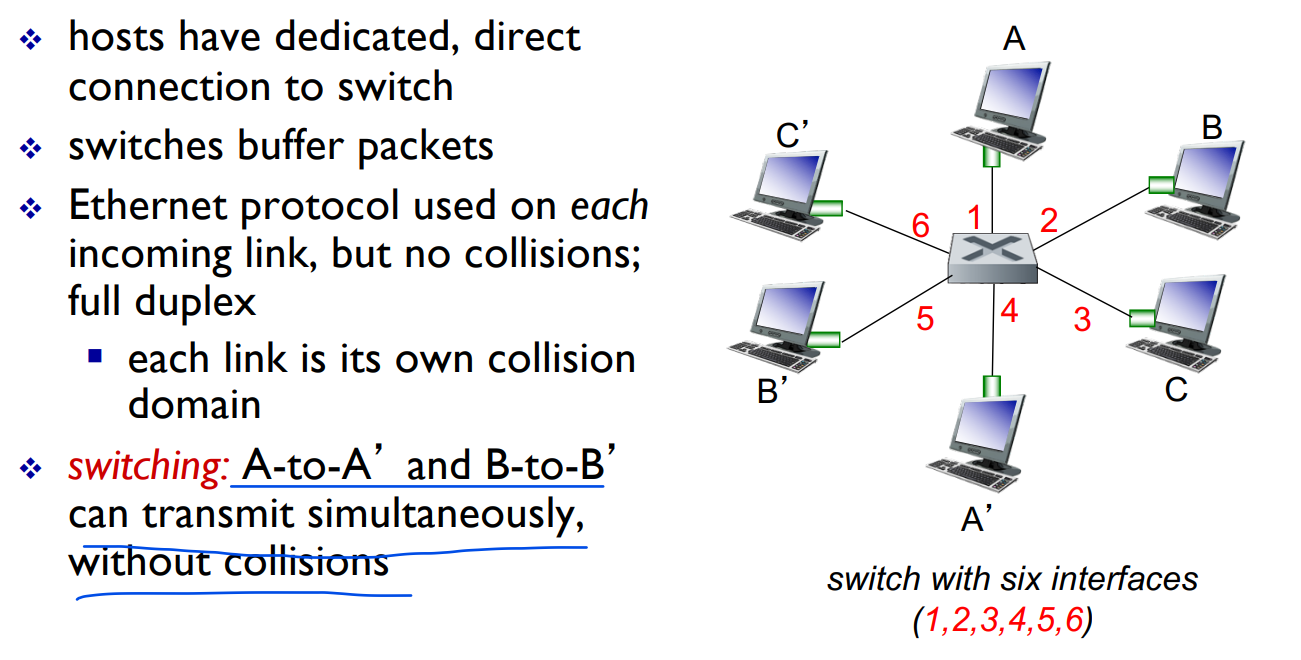 hosts have dedicated, direct
connection to switch
switches buffer packets
Ethernet protocol used on each
incoming link, but no collisions;
full duplex
each link is its own collision
domain
switching: A-to-A’ and B-to-B’
can transmit simultaneously,
without collisions
A
B
C’
6
1
2
5
4
3
B’
C
A’
switch with six interfaces
(1,2,3,4,5,6)